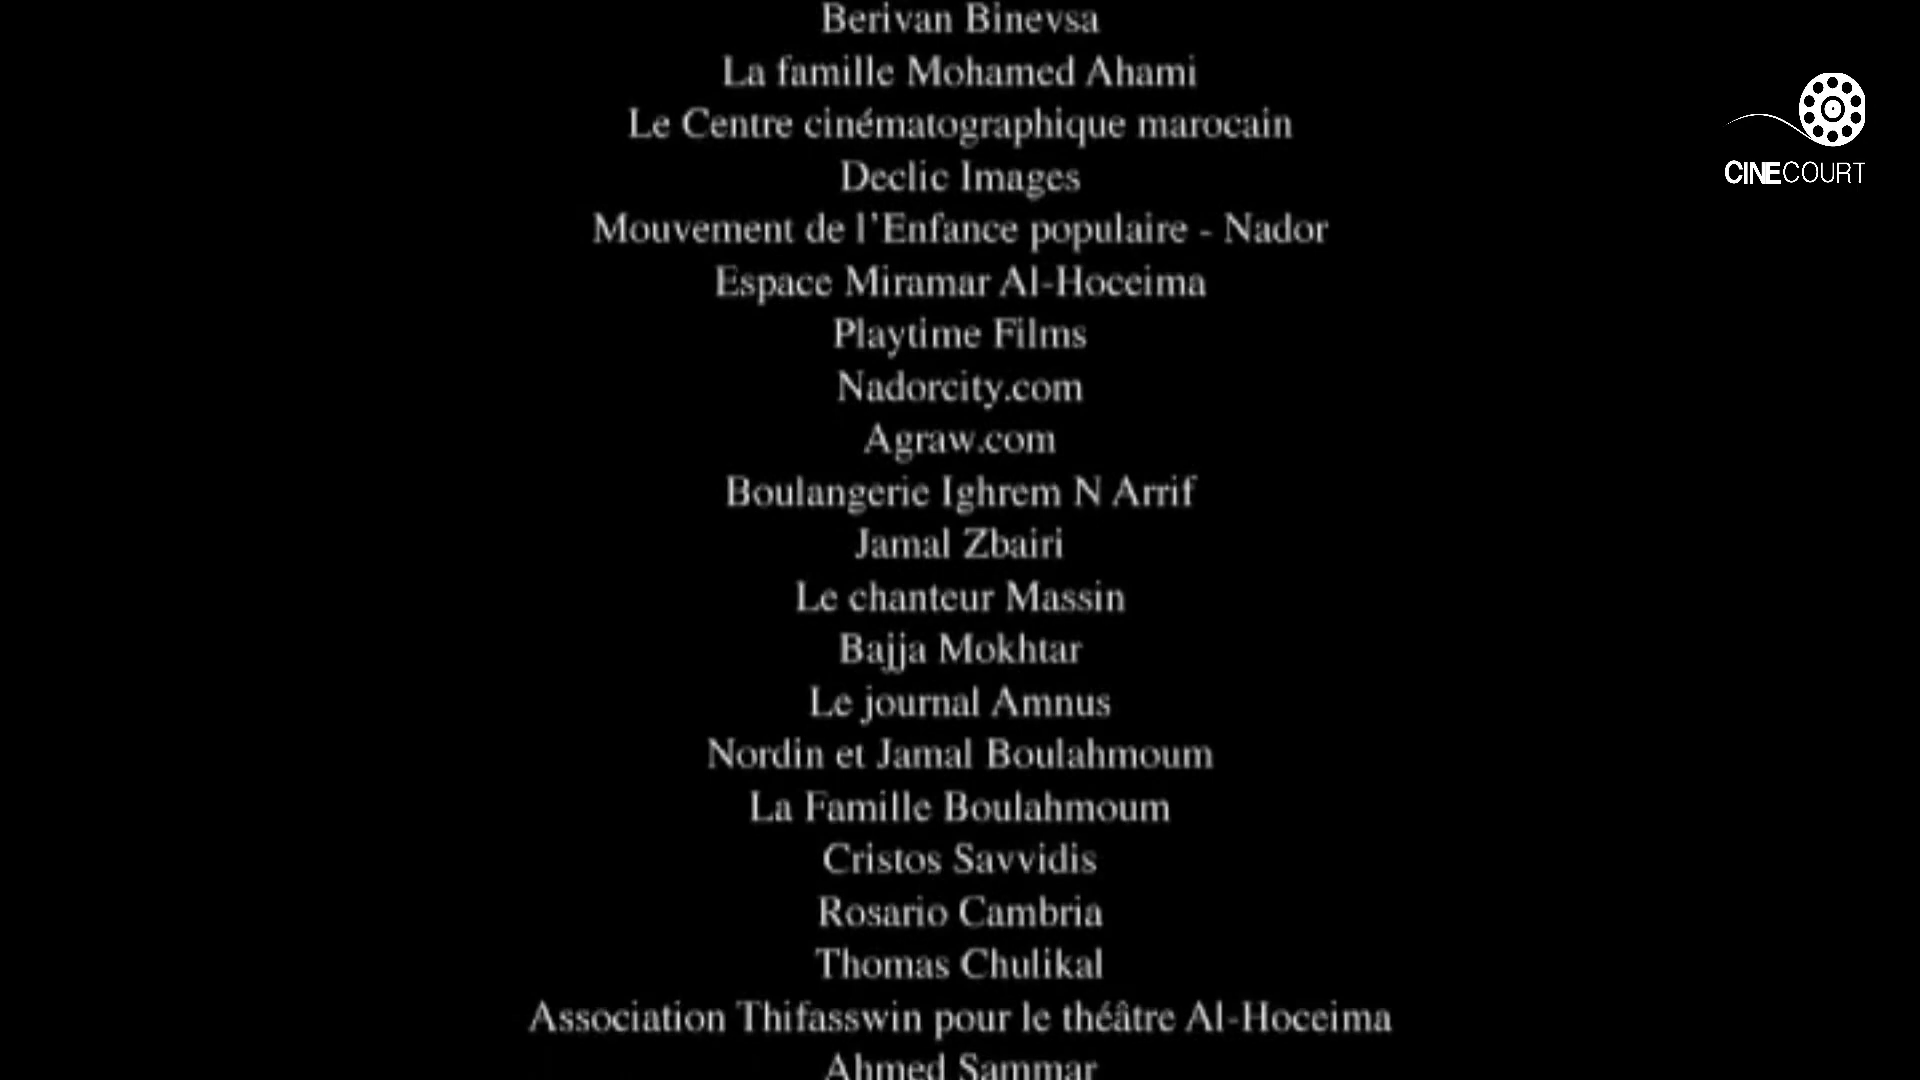 Berivan Binevsa
La famille Mohamed Ahami
Le Centre cinématographique marocain
Declic Images
Mouvement de l'Enfance populaire - Nador
Espace Miramar Al-Hoceima
Playtime Films
Nadorcity.com
Agraw.com
Boulangerie Ighrem N Arrif
Jamal Zbairi
Le chanteur Massin
Bajja Mokhtar
Le journal Amnus
Nordin et Jamal Boulahmoum
La Famille Boulahmoum
Cristos Savvidis
Rosario Cambria
Thomas Chulikal
Association Thifasswin pour le théâtre Al-Hoceima
Ahmed Sammar
CINECOURT